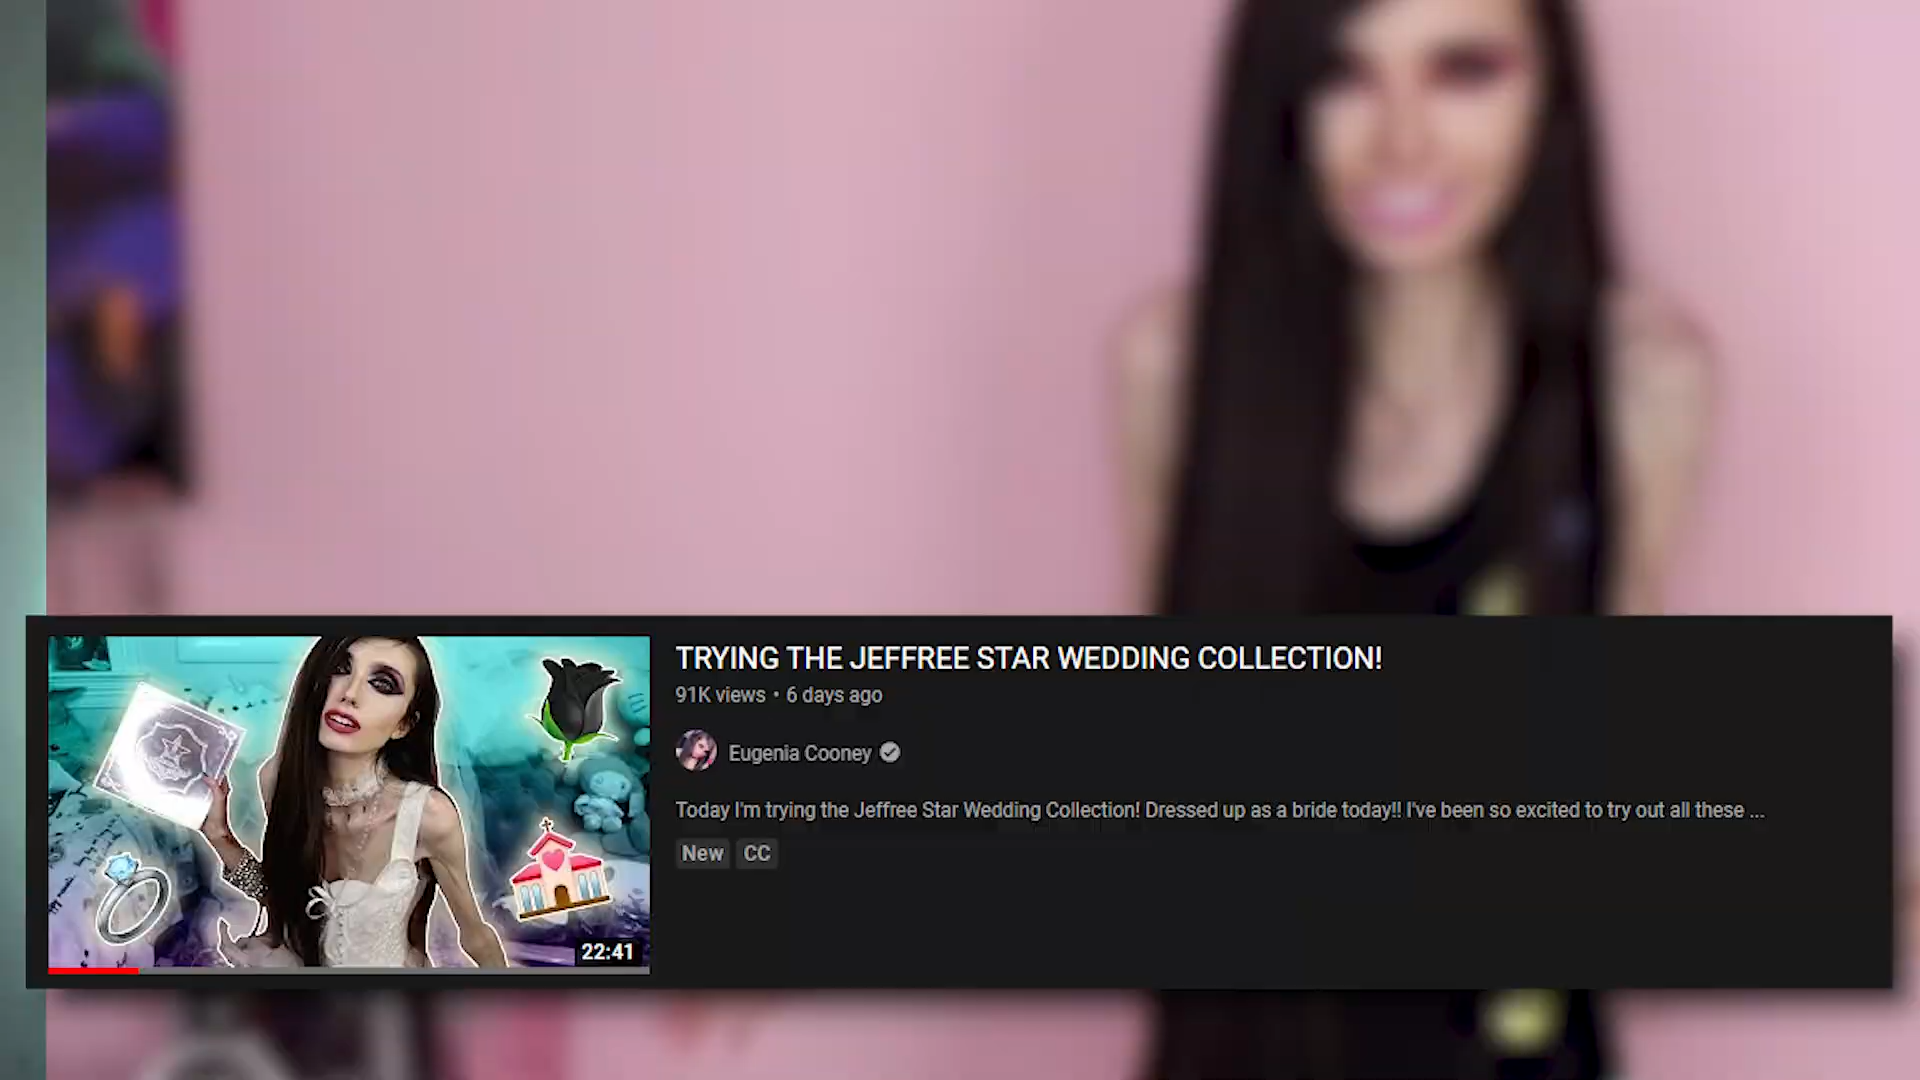 TRYING THE JEFFREE STAR WEDDING COLLECTION!
91K views • 6 days ago
Eugenia Cooney
Today I'm trying the Jeffree Star Wedding Collection! Dressed up as a bride today!! I've been so excited to try out all these ...
New CC
22:41